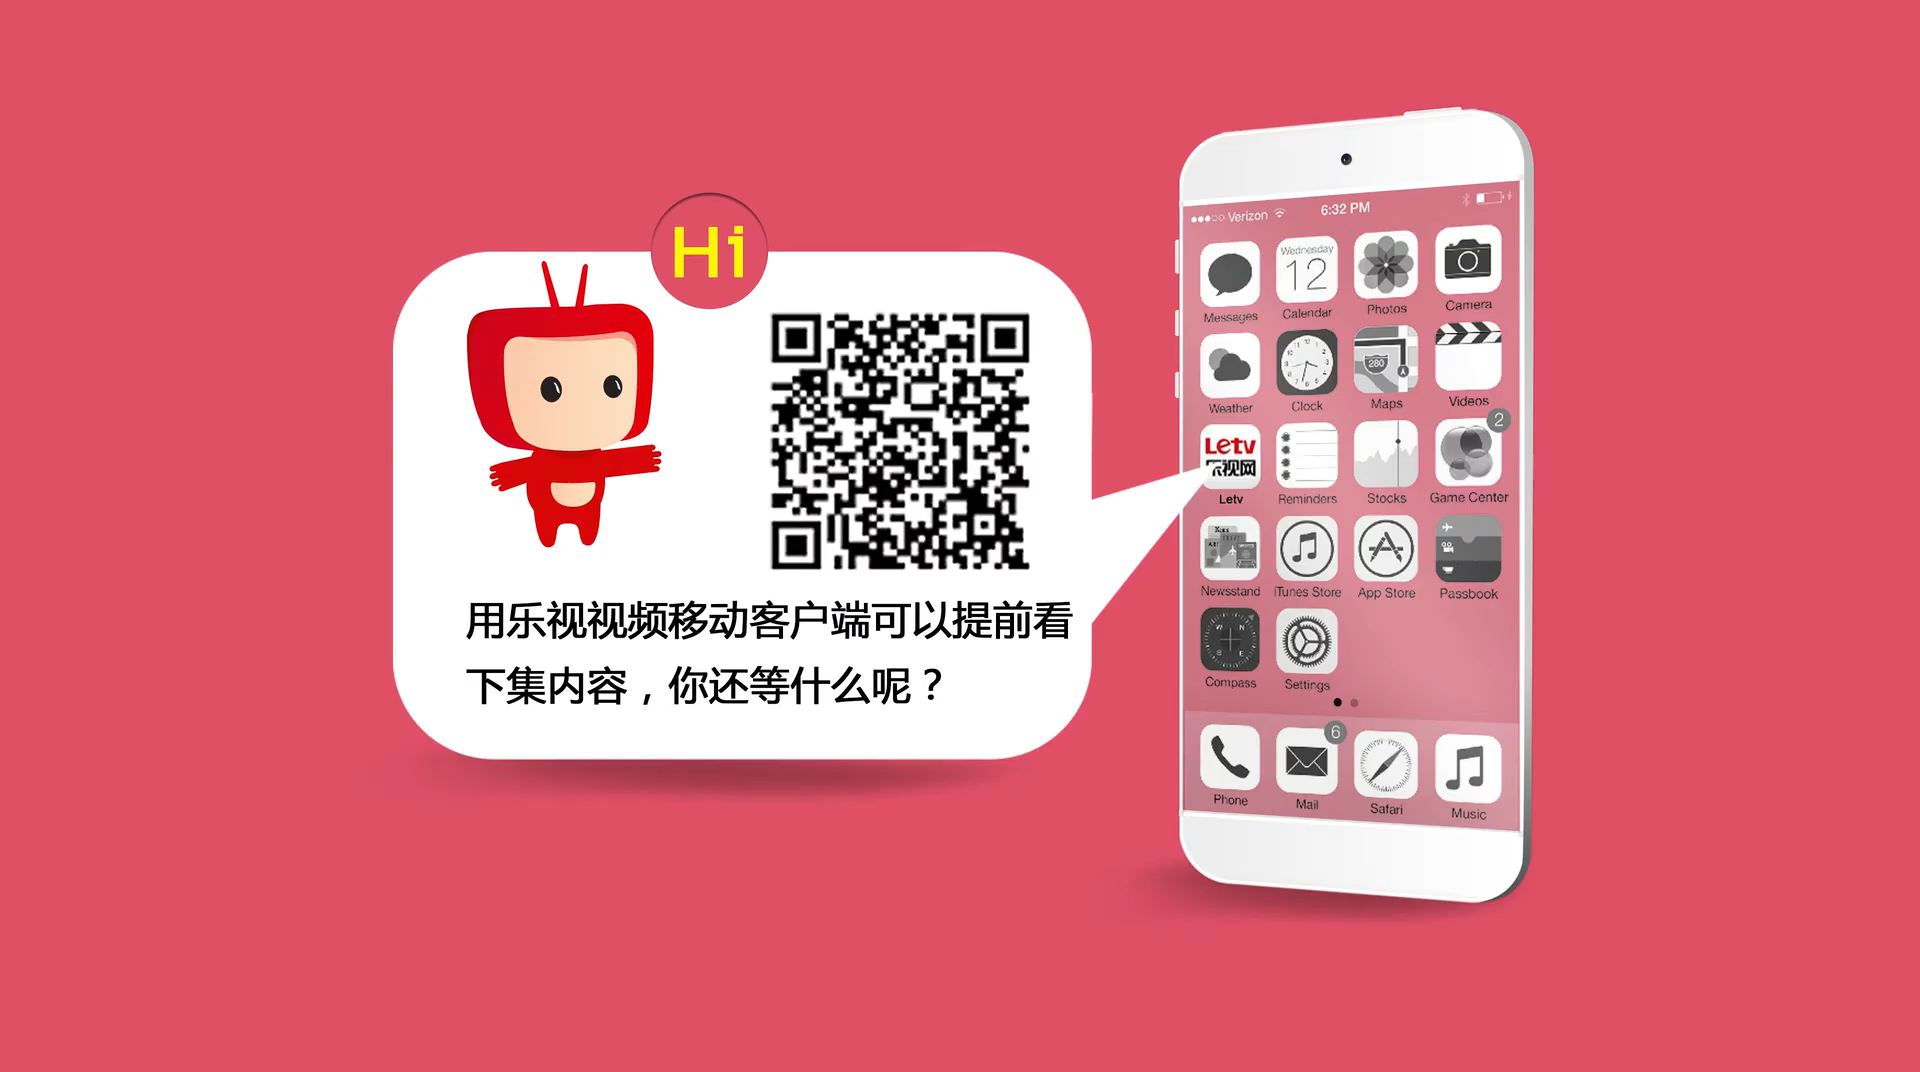 Hi
用乐视视频移动客户端可以提前看
下集内容，你还等什么呢？
Verizon 6:32 PM
Wednesday
12
Messages Calendar Photos Camera
280
Weather Clock Maps Videos
2
Letv
乐视网
Letv Reminders Stocks Game Center
Newsstand iTunes Store App Store Passbook
W N
S E
Compass Settings
6
Phone Mail Safari Music